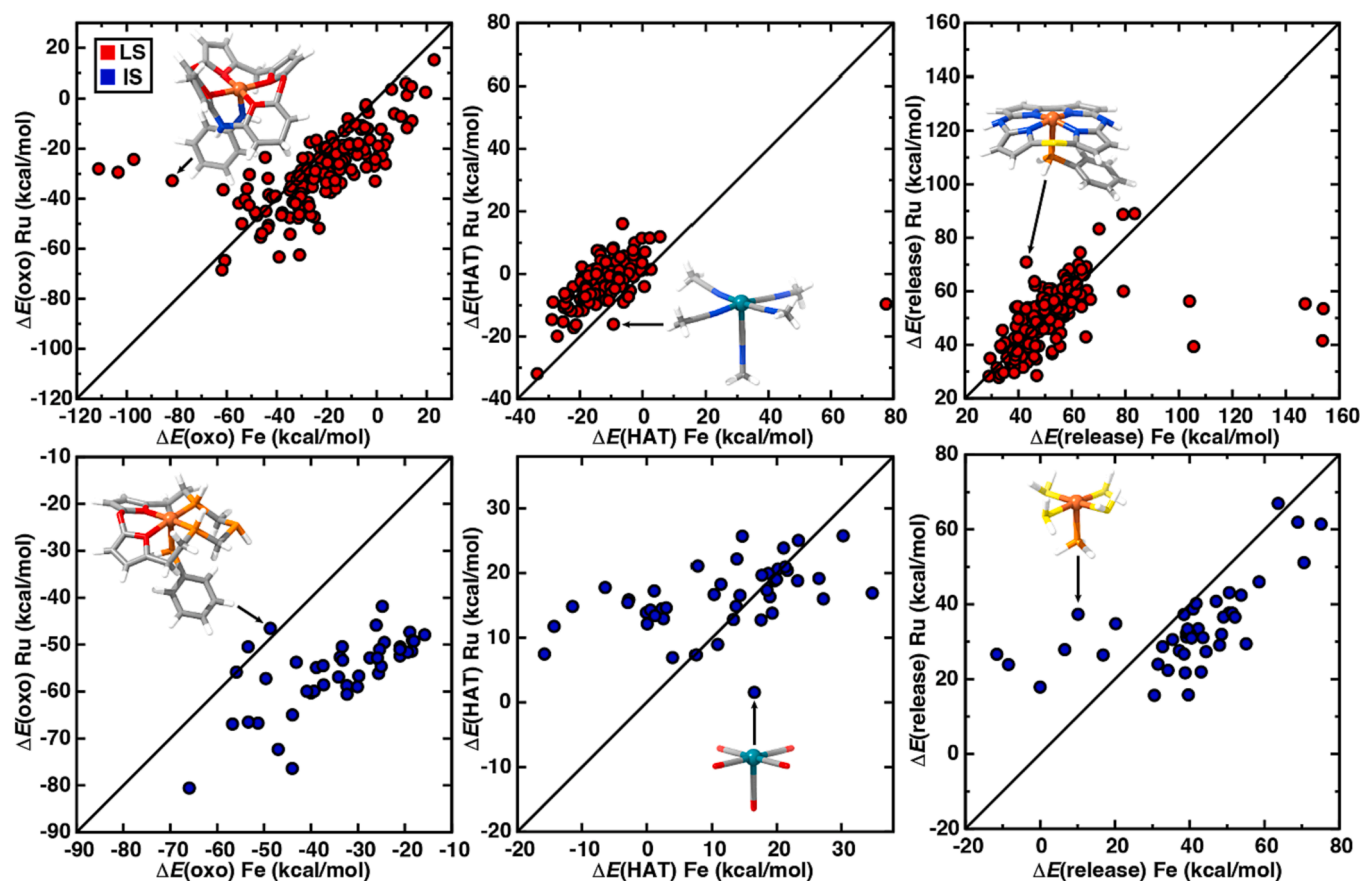 LS
IS
ΔE(oxo) Ru (kcal/mol)
20
0
-20
-40
-60
-80
-100
-120
-120 -100 -80 -60 -40 -20 0 20
ΔE(oxo) Fe (kcal/mol)
ΔE(HAT) Ru (kcal/mol)
80
60
40
20
0
-20
-40
-40 -20 0 20 40 60 80
ΔE(HAT) Fe (kcal/mol)
ΔE(release) Ru (kcal/mol)
160
140
120
100
80
60
40
20
20 40 60 80 100 120 140 160
ΔE(release) Fe (kcal/mol)
ΔE(oxo) Ru (kcal/mol)
-10
-20
-30
-40
-50
-60
-70
-80
-90
-90 -80 -70 -60 -50 -40 -30 -20 -10
ΔE(oxo) Fe (kcal/mol)
ΔE(HAT) Ru (kcal/mol)
30
20
10
0
-10
-20
-20 -10 0 10 20 30
ΔE(HAT) Fe (kcal/mol)
ΔE(release) Ru (kcal/mol)
80
60
40
20
0
-20
-20 0 20 40 60 80
ΔE(release) Fe (kcal/mol)